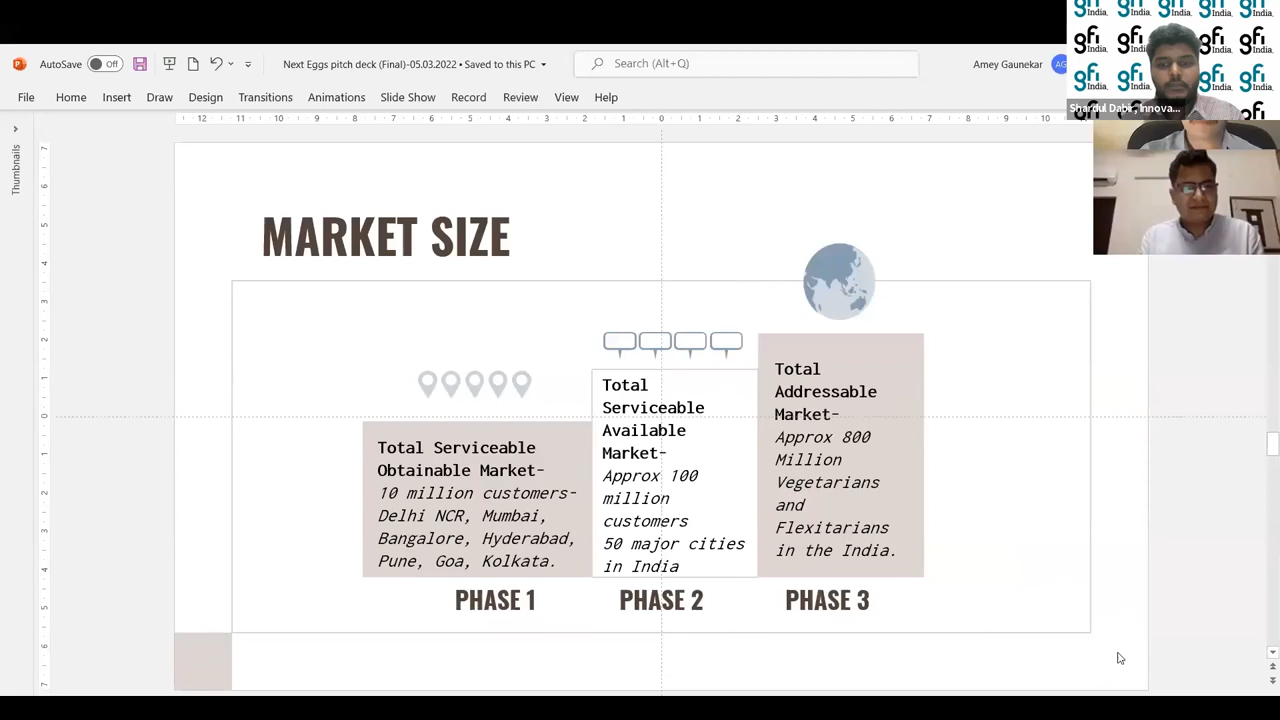 AutoSave Off
Next Eggs pitch deck (Final)-05.03.2022 • Saved to this PC
Search (Alt+Q)
Amey Gaunekar
AG
File Home Insert Draw Design Slide Show Transitions Animations Record Review View Help
Thumbnails
MARKET SIZE
Total Serviceable
Obtainable Market-
10 million customers-
Delhi NCR, Mumbai,
Bangalore, Hyderabad,
Pune, Goa, Kolkata.
PHASE 1
Total
Serviceable
Available
Market-
Approx 100
million
customers
50 major cities
in India
PHASE 2
Total
Addressable
Market-
Approx 800
Million
Vegetarians
and
Flexitarians
in the India.
PHASE 3
gfi India.
Shardul Dabir, Innova...